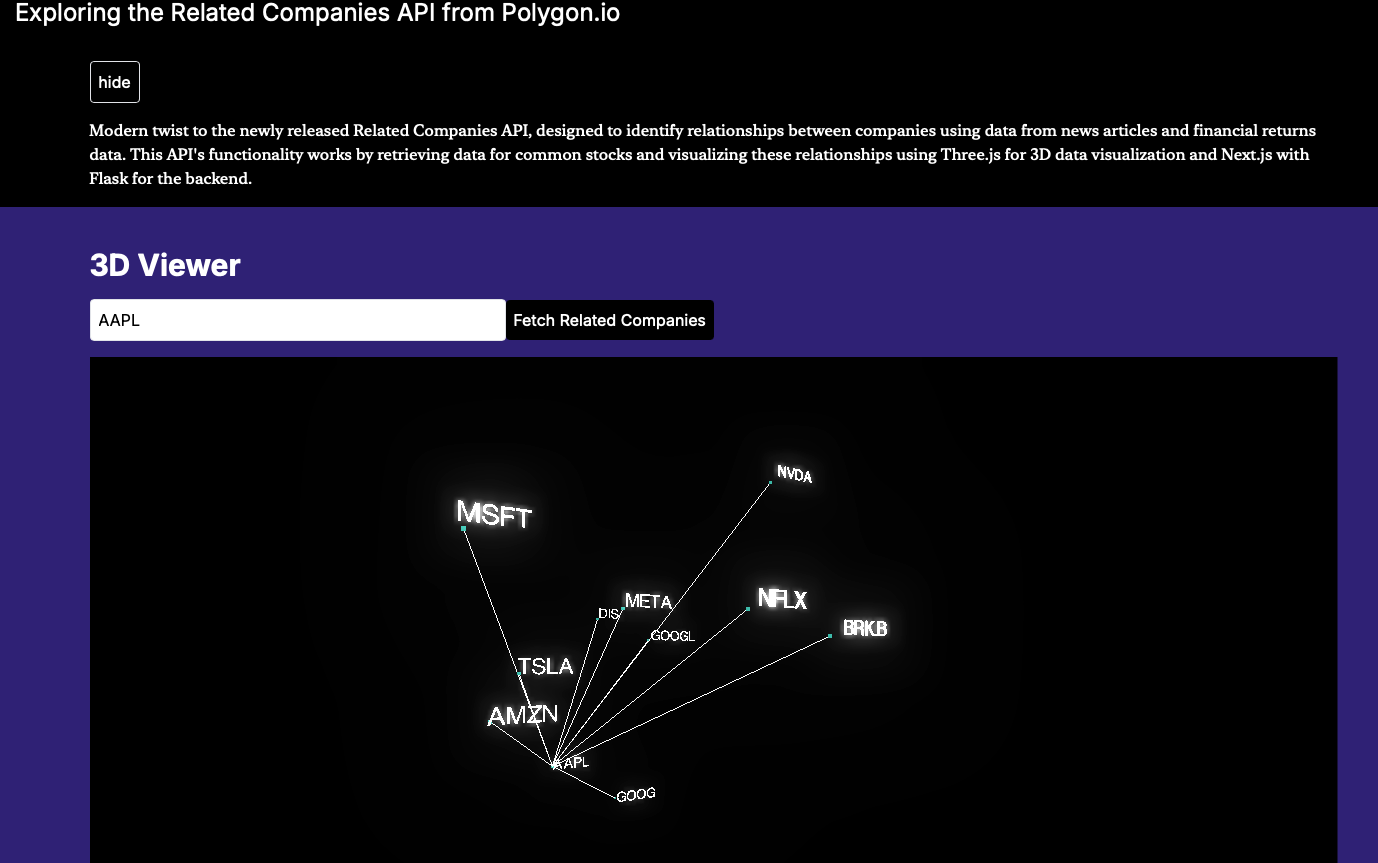 Exploring the Related Companies API from Polygon.io
hide
Modern twist to the newly released Related Companies API, designed to identify relationships between companies using data from news articles and financial returns
data. This API's functionality works by retrieving data for common stocks and visualizing these relationships using Three.js for 3D data visualization and Next.js with
Flask for the backend.
3D Viewer
AAPL
Fetch Related Companies
NVDA
MSFT
NFLX
META
DIS
BRKB
GOOGL
TSLA
AMZN
AAPL
GOOG